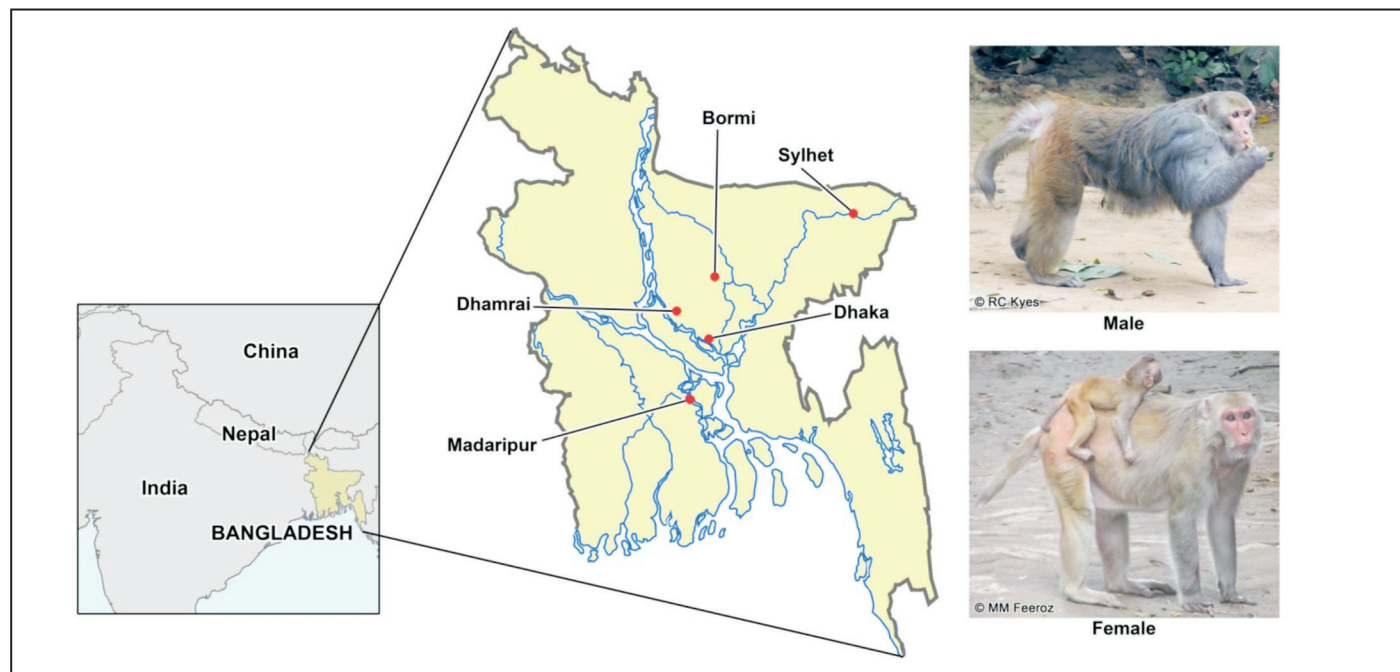 Bormi
Sylhet
Dhamrai
Dhaka
Madaripur
China
Nepal
India
BANGLADESH
© RC Kyes
Male
© MM Feeroz
Female